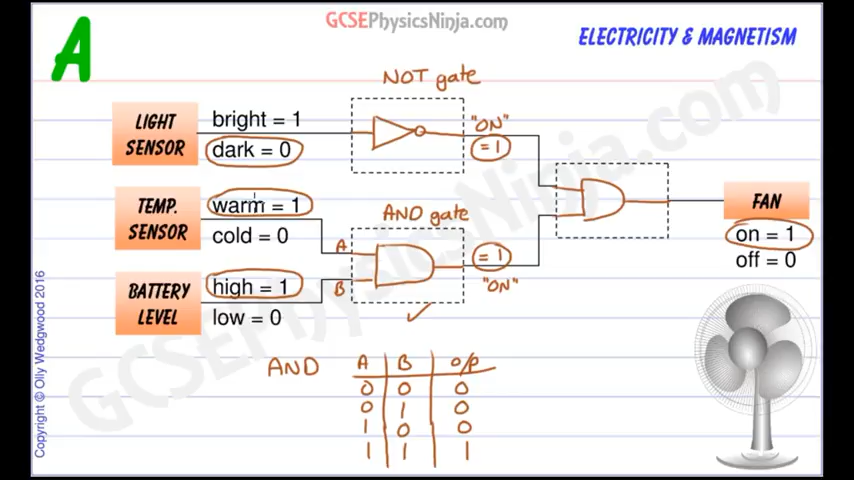 GCSEPhysicsNinja.com
A
ELECTRICITY & MAGNETISM
NOT gate
LIGHT SENSOR
bright = 1
dark = 0
"ON"
= 1
TEMP. SENSOR
warm = 1
cold = 0
AND gate
A
B
= 1
"ON"
FAN
on = 1
off = 0
BATTERY LEVEL
high = 1
low = 0
AND
A B O/P
0 0 0
0 1 0
1 0 0
1 1 1
Copyright © Olly Wedgwood 2016
GCSEPhysicsNinja.com